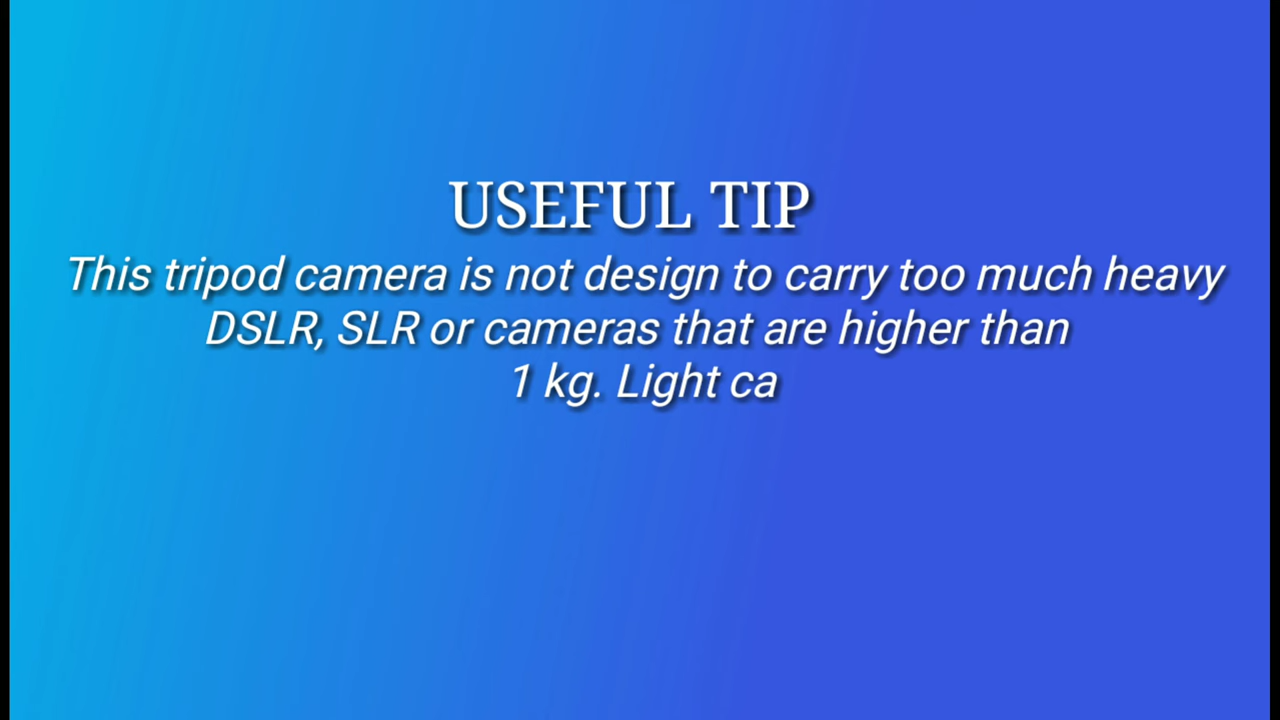 USEFUL TIP
This tripod camera is not design to carry too much heavy
DSLR, SLR or cameras that are higher than
1 kg. Light ca